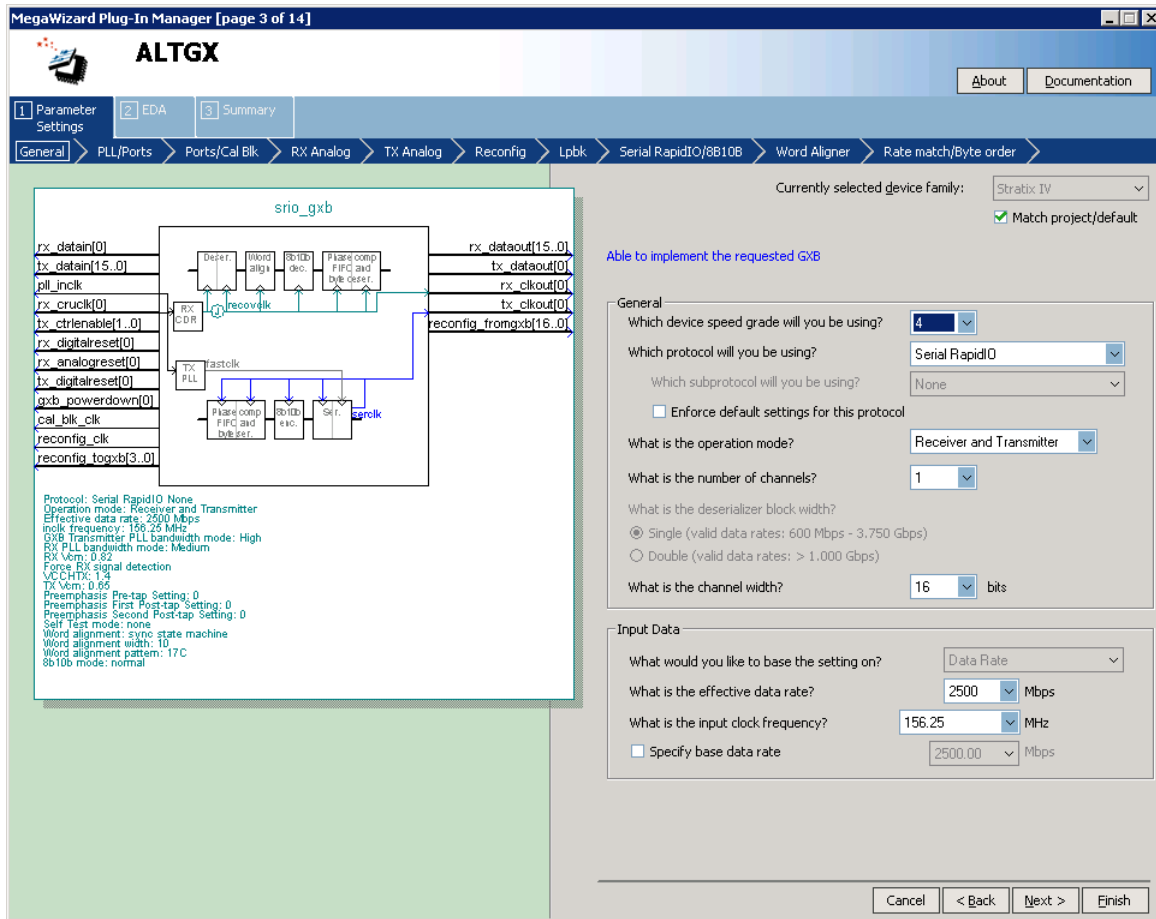 MegaWizard Plug-In Manager [page 3 of 14]
ALTGX
About
Documentation
1 Parameter Settings
2 EDA
3 Summary
General
PLL/Ports
Ports/Cal Blk
RX Analog
TX Analog
Reconfig
Lpbk
Serial RapidIO/8B10B
Word Aligner
Rate match/Byte order
srio_gxb
rx_datain[0]
tx_datain[15..0]
pll_inclk
rx_cruclk[0]
tx_ctrlenable[1..0]
rx_digitalreset[0]
rx_analogreset[0]
tx_digitalreset[0]
gxb_powerdown[0]
cal_blk_clk
reconfig_clk
reconfig_togxb[3..0]
Deser.
Word align
8b10b dec.
Phase comp FIFO and byte deser.
RX CDR
recovclk
TX PLL
fastclk
Phase comp FIFO and byte ser.
8b10b enc.
Ser.
serclk
rx_dataout[15..0]
tx_dataout[0]
rx_clkout[0]
tx_clkout[0]
reconfig_fromgxb[16..0]
Protocol: Serial RapidIO None
Operation mode: Receiver and Transmitter
Effective data rate: 2500 Mbps
inclk frequency: 156.25 MHz
GXB Transmitter PLL bandwidth mode: High
RX PLL bandwidth mode: Medium
RX Vcm: 0.82
Force RX signal detection
VCCHTX: 1.4
TX Vcm: 0.65
Preemphasis Pre-tap Setting: 0
Preemphasis First Post-tap Setting: 0
Preemphasis Second Post-tap Setting: 0
Self Test mode: none
Word alignment: sync state machine
Word alignment width: 10
Word alignment pattern: 17C
8b10b mode: normal
Currently selected device family: Stratix IV
Match project/default
Able to implement the requested GXB
General
Which device speed grade will you be using? 4
Which protocol will you be using? Serial RapidIO
Which subprotocol will you be using? None
Enforce default settings for this protocol
What is the operation mode? Receiver and Transmitter
What is the number of channels? 1
What is the deserializer block width?
Single (valid data rates: 600 Mbps - 3.750 Gbps)
Double (valid data rates: > 1.000 Gbps)
What is the channel width? 16 bits
Input Data
What would you like to base the setting on? Data Rate
What is the effective data rate? 2500 Mbps
What is the input clock frequency? 156.25 MHz
Specify base data rate 2500.00 Mbps
Cancel
< Back
Next >
Finish